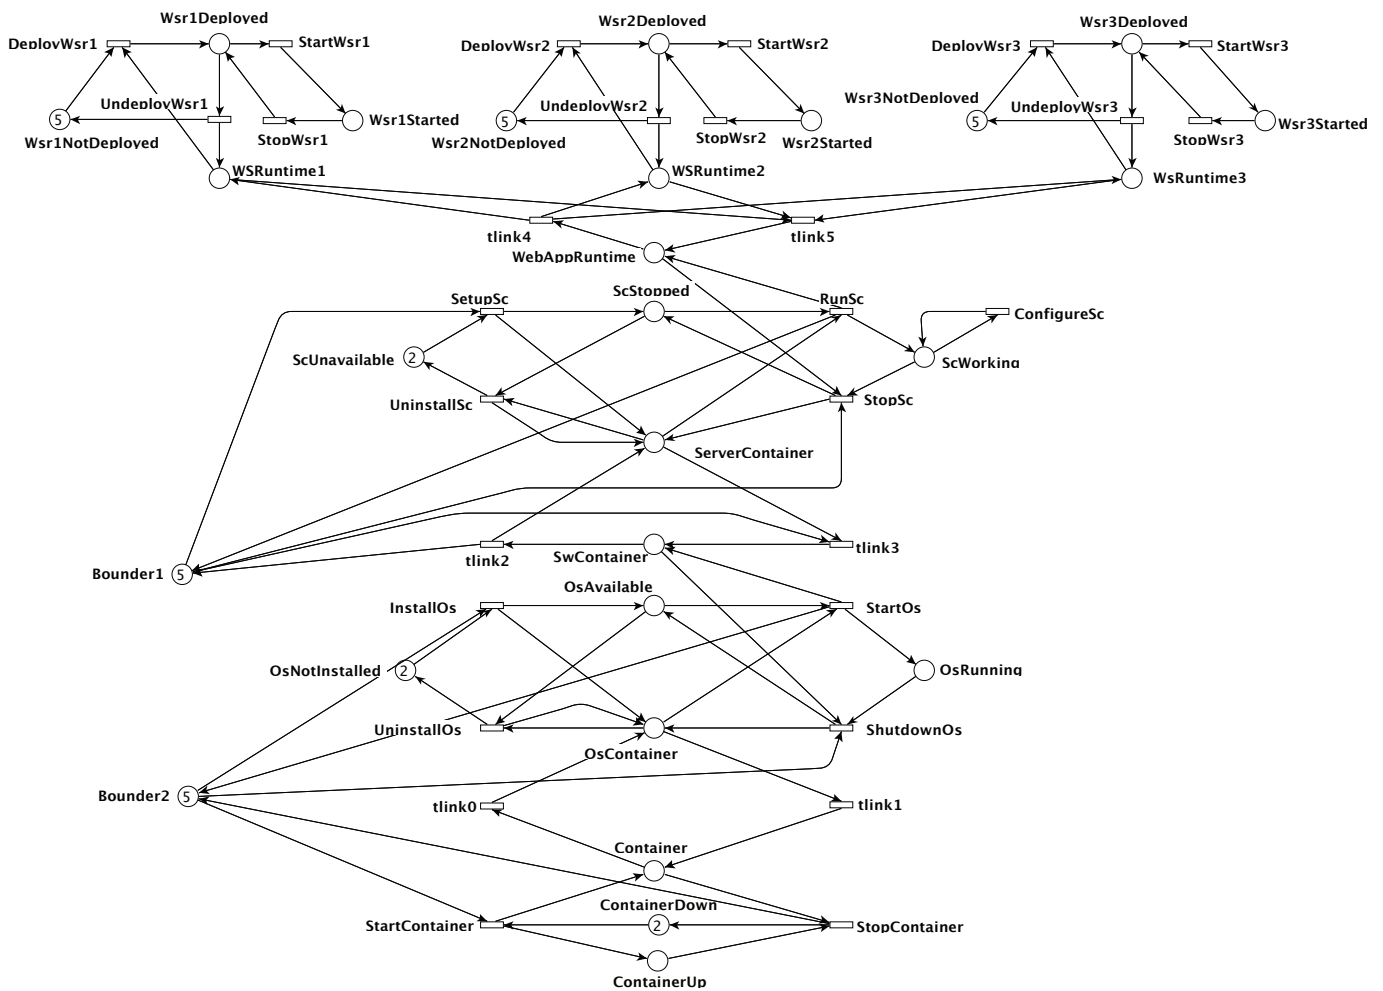 Wsr1Deployed
Wsr2Deployed
Wsr3Deployed
DeployWsr1
StartWsr1
DeployWsr2
StartWsr2
DeployWsr3
StartWsr3
UndeployWsr1
UndeployWsr2
Wsr3NotDeployed
UndeployWsr3
5
Wsr1Started
5
5
Wsr3Started
Wsr1NotDeployed
StopWsr1
Wsr2NotDeployed
StopWsr2
Wsr2Started
StopWsr3
WSRuntime1
WSRuntime2
WsRuntime3
tlink4
tlink5
WebAppRuntime
ScStopped
SetupSc
RunSc
ConfigureSc
ScUnavailable
2
ScWorking
UninstallSc
StopSc
ServerContainer
tlink2
SwContainer
tlink3
Bounder1
5
OsAvailable
InstallOs
StartOs
OsNotInstalled
2
OsRunning
UninstallOs
ShutdownOs
OsContainer
Bounder2
5
tlink0
tlink1
Container
ContainerDown
StartContainer
2
StopContainer
ContainerUp